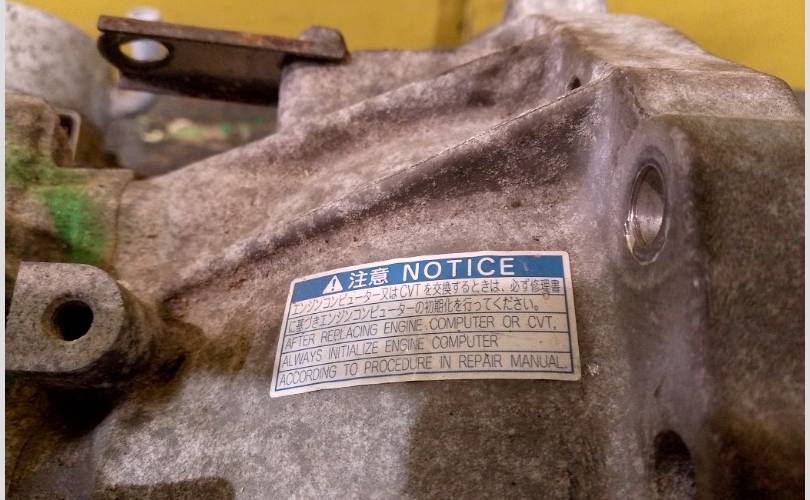 注意 NOTICE
エンジンコンピューター又はCVTを交換するときは、必ず修理書
に基づきエンジンコンピューターの初期化を行ってください。
AFTER REPLACING ENGINE COMPUTER OR CVT,
ALWAYS INITIALIZE ENGINE COMPUTER
ACCORDING TO PROCEDURE IN REPAIR MANUAL.